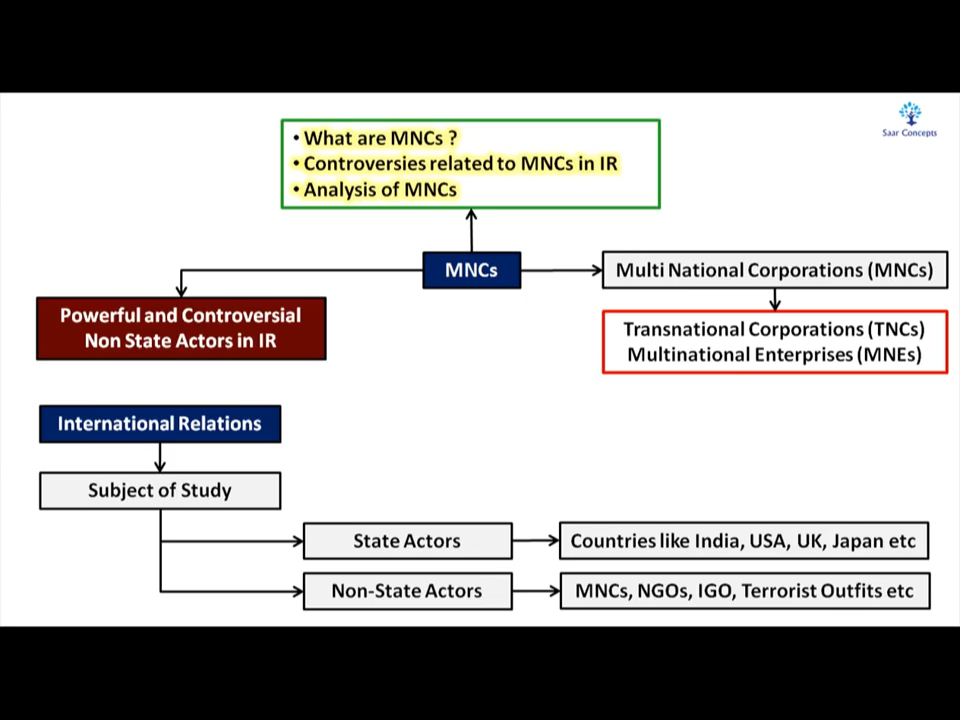 Saar Concepts
• What are MNCs ?
• Controversies related to MNCs in IR
• Analysis of MNCs
MNCs
Multi National Corporations (MNCs)
Powerful and Controversial
Non State Actors in IR
Transnational Corporations (TNCs)
Multinational Enterprises (MNEs)
International Relations
Subject of Study
State Actors
Countries like India, USA, UK, Japan etc
Non-State Actors
MNCs, NGOs, IGO, Terrorist Outfits etc